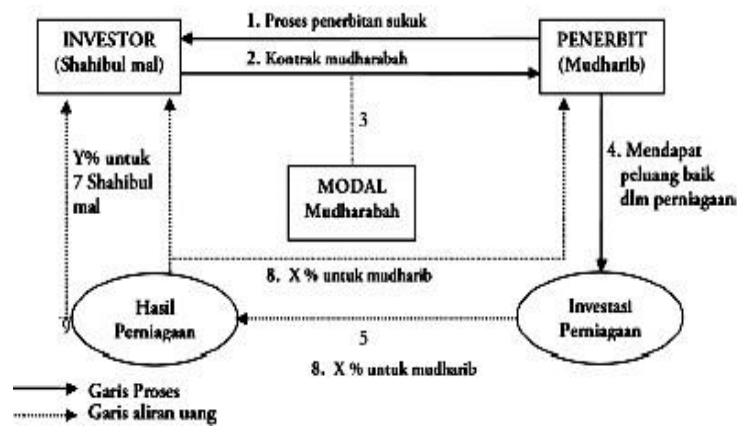 1. Proses penerbitan sukuk
INVESTOR
(Shahibul mal)
PENERBIT
(Mudharib)
2. Kontrak mudharabah
3
4. Mendapat
peluang baik
dlm perniagaan
Y% untuk
7 Shahibul
mal
MODAL
Mudharabah
8. X % untuk mudharib
Hasil
Perniagaan
Investasi
Perniagaan
9
5
8. X % untuk mudharib
Garis Proses
Garis aliran uang